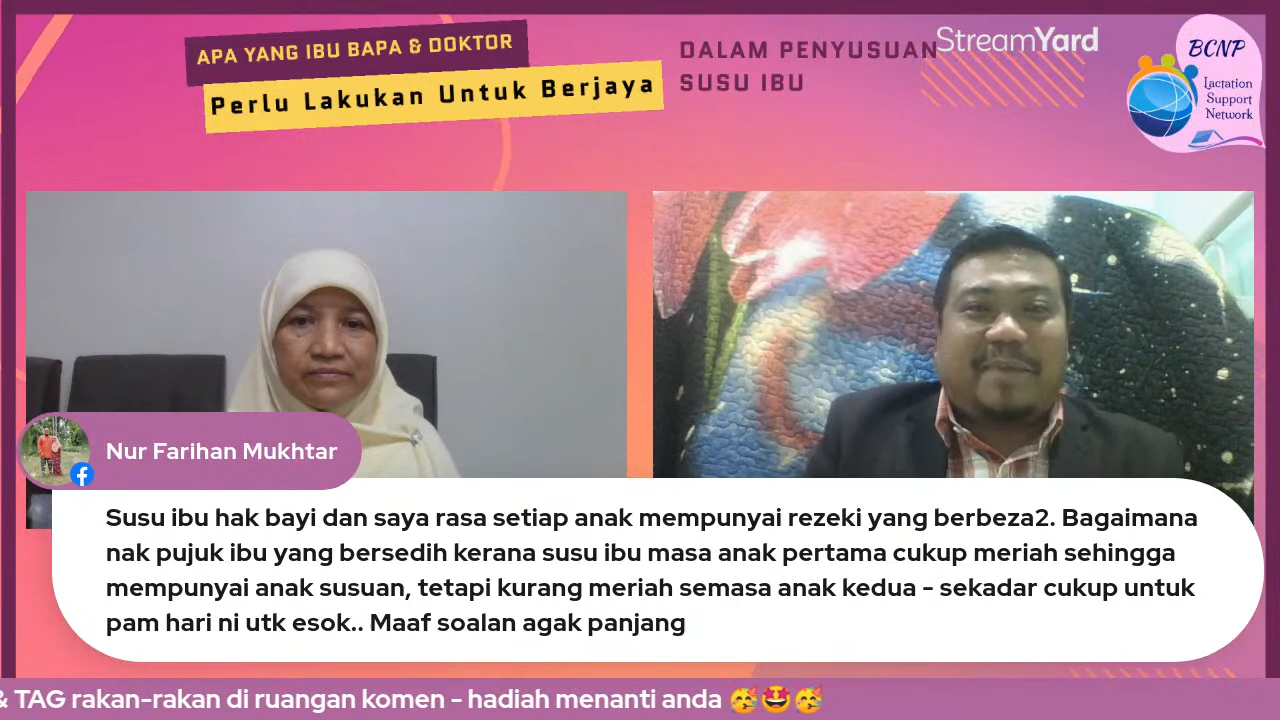 APA YANG IBU BAPA & DOKTOR
Perlu Lakukan Untuk Berjaya
DALAM PENYUSUAN
SUSU IBU
StreamYard
BCNP
Lactation
Support
Network
Nur Farihan Mukhtar
Susu ibu hak bayi dan saya rasa setiap anak mempunyai rezeki yang berbeza2. Bagaimana
nak pujuk ibu yang bersedih kerana susu ibu masa anak pertama cukup meriah sehingga
mempunyai anak susuan, tetapi kurang meriah semasa anak kedua - sekadar cukup untuk
pam hari ni utk esok.. Maaf soalan agak panjang
& TAG rakan-rakan di ruangan komen - hadiah menanti anda 🥳🤩🥳